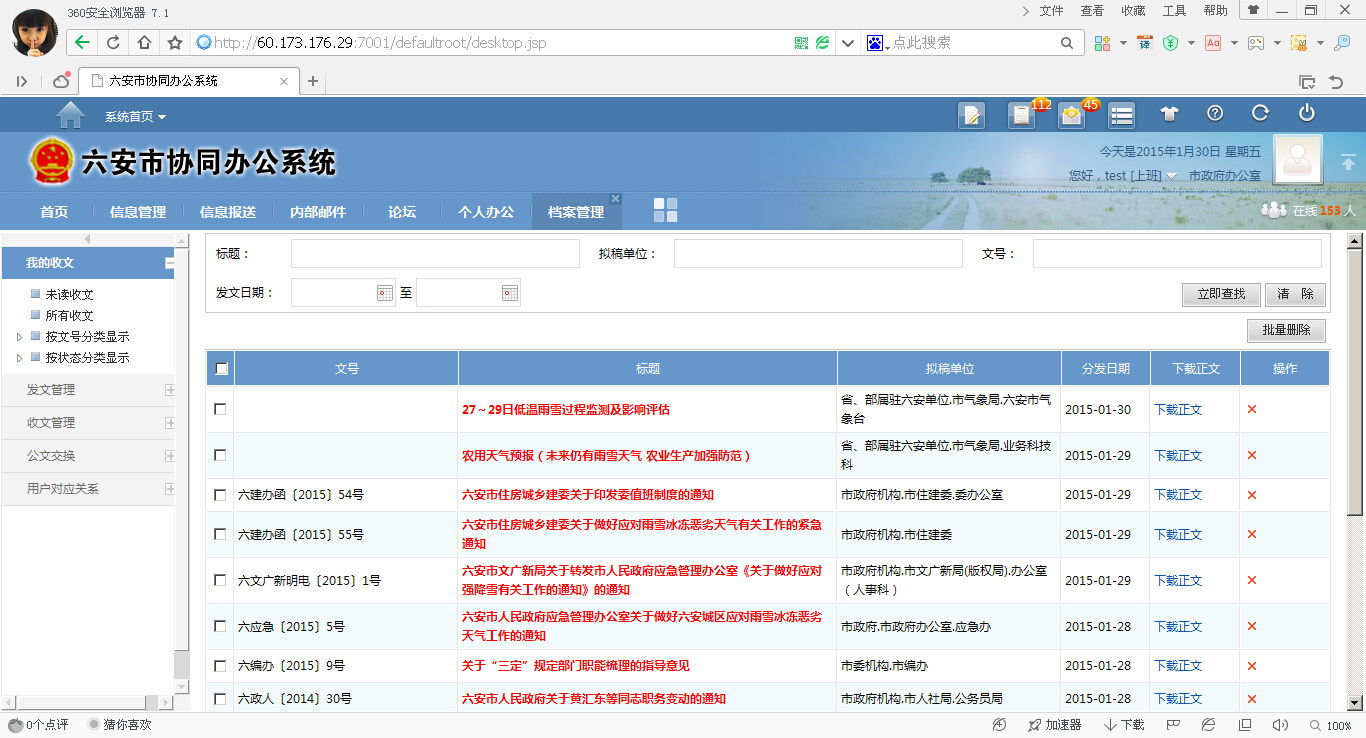 360安全浏览器 7.1
文件 查看 收藏 工具 帮助
http://60.173.176.29:7001/defaultroot/desktop.jsp
点此搜索
六安市协同办公系统
系统首页
112
45
六安市协同办公系统
今天是2015年1月30日 星期五
您好，test [上班] 市政府办公室
首页 信息管理 信息报送 内部邮件 论坛 个人办公 档案管理
在线 153 人
我的收文
未读收文
所有收文
按文号分类显示
按状态分类显示
发文管理
收文管理
公文交换
用户对应关系
标题： 拟稿单位： 文号：
发文日期： 至
立即查找 清 除
批量删除
文号 标题 拟稿单位 分发日期 下载正文 操作
27～29日低温雨雪过程监测及影响评估 省、部属驻六安单位.市气象局.六安市气象台 2015-01-30 下载正文
农用天气预报（未来仍有雨雪天气 农业生产加强防范） 省、部属驻六安单位.市气象局.业务科技科 2015-01-29 下载正文
六建办函〔2015〕54号 六安市住房城乡建委关于印发委值班制度的通知 市政府机构.市住建委.委办公室 2015-01-29 下载正文
六建办函〔2015〕55号 六安市住房城乡建委关于做好应对雨雪冰冻恶劣天气有关工作的紧急通知 市政府机构.市住建委 2015-01-29 下载正文
六文广新明电〔2015〕1号 六安市文广新局关于转发市人民政府应急管理办公室《关于做好应对强降雪有关工作的通知》的通知 市政府机构.市文广新局(版权局).办公室（人事科） 2015-01-29 下载正文
六应急〔2015〕5号 六安市人民政府应急管理办公室关于做好六安城区应对雨雪冰冻恶劣天气工作的通知 市政府.市政府办公室.应急办 2015-01-28 下载正文
六编办〔2015〕9号 关于“三定”规定部门职能梳理的指导意见 市委机构.市编办 2015-01-28 下载正文
六政人〔2014〕30号 六安市人民政府关于黄汇东等同志职务变动的通知 市政府机构.市人社局.公务员局 2015-01-28 下载正文
0个点评 猜你喜欢
加速器 下载 100%